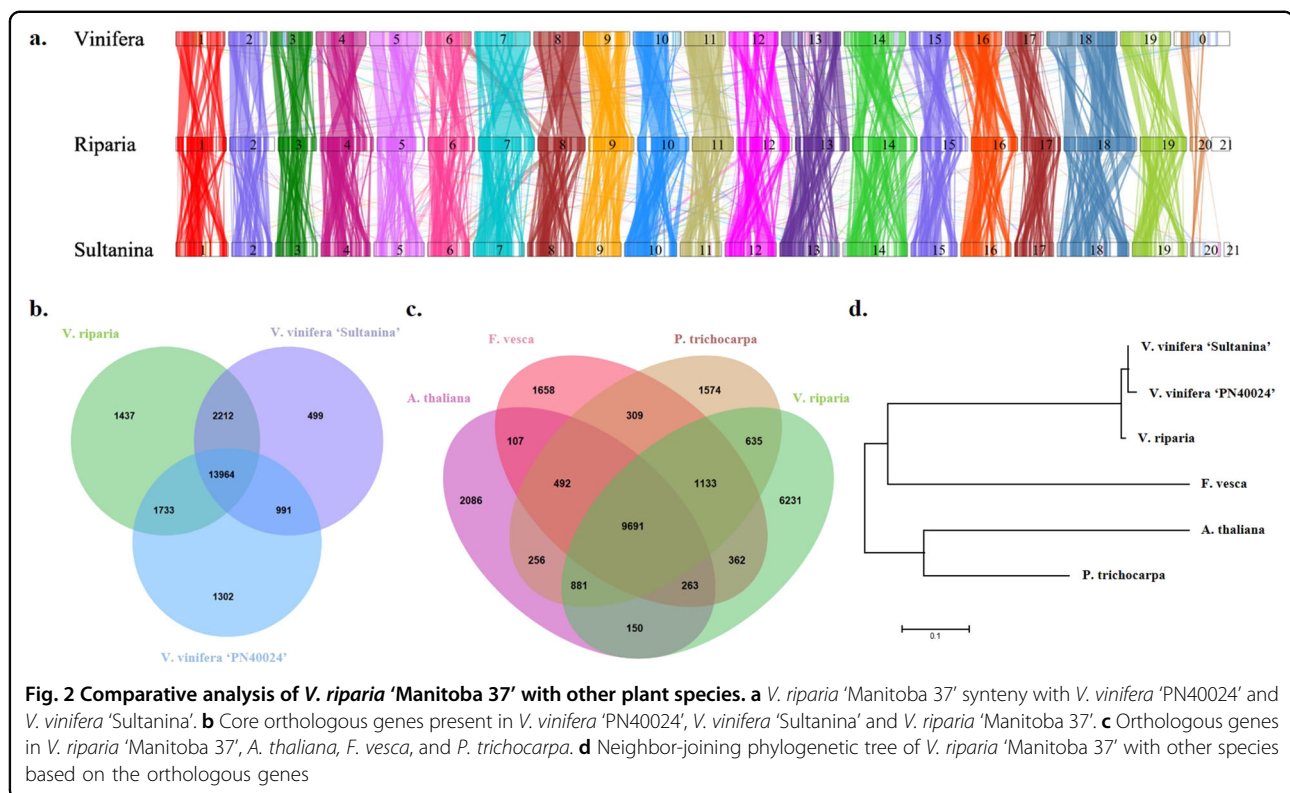 a.
Vinifera
1 2 3 4 5 6 7 8 9 10 11 12 13 14 15 16 17 18 19 0
Riparia
1 2 3 4 5 6 7 8 9 10 11 12 13 14 15 16 17 18 19 20 21
Sultanina
1 2 3 4 5 6 7 8 9 10 11 12 13 14 15 16 17 18 19 20 21
b.
V. riparia
V. vinifera ‘Sultanina’
1437
2212
499
13964
1733
991
1302
V. vinifera ‘PN40024’
c.
F. vesca
P. trichocarpa
A. thaliana
V. riparia
1658
1574
309
107
635
492
1133
2086
6231
9691
256
362
881
263
150
d.
V. vinifera ‘Sultanina’
V. vinifera ‘PN40024’
V. riparia
F. vesca
A. thaliana
P. trichocarpa
0.1
Fig. 2 Comparative analysis of V. riparia ‘Manitoba 37’ with other plant species. a V. riparia ‘Manitoba 37’ synteny with V. vinifera ‘PN40024’ and
V. vinifera ‘Sultanina’. b Core orthologous genes present in V. vinifera ‘PN40024’, V. vinifera ‘Sultanina’ and V. riparia ‘Manitoba 37’. c Orthologous genes
in V. riparia ‘Manitoba 37’, A. thaliana, F. vesca, and P. trichocarpa. d Neighbor-joining phylogenetic tree of V. riparia ‘Manitoba 37’ with other species
based on the orthologous genes